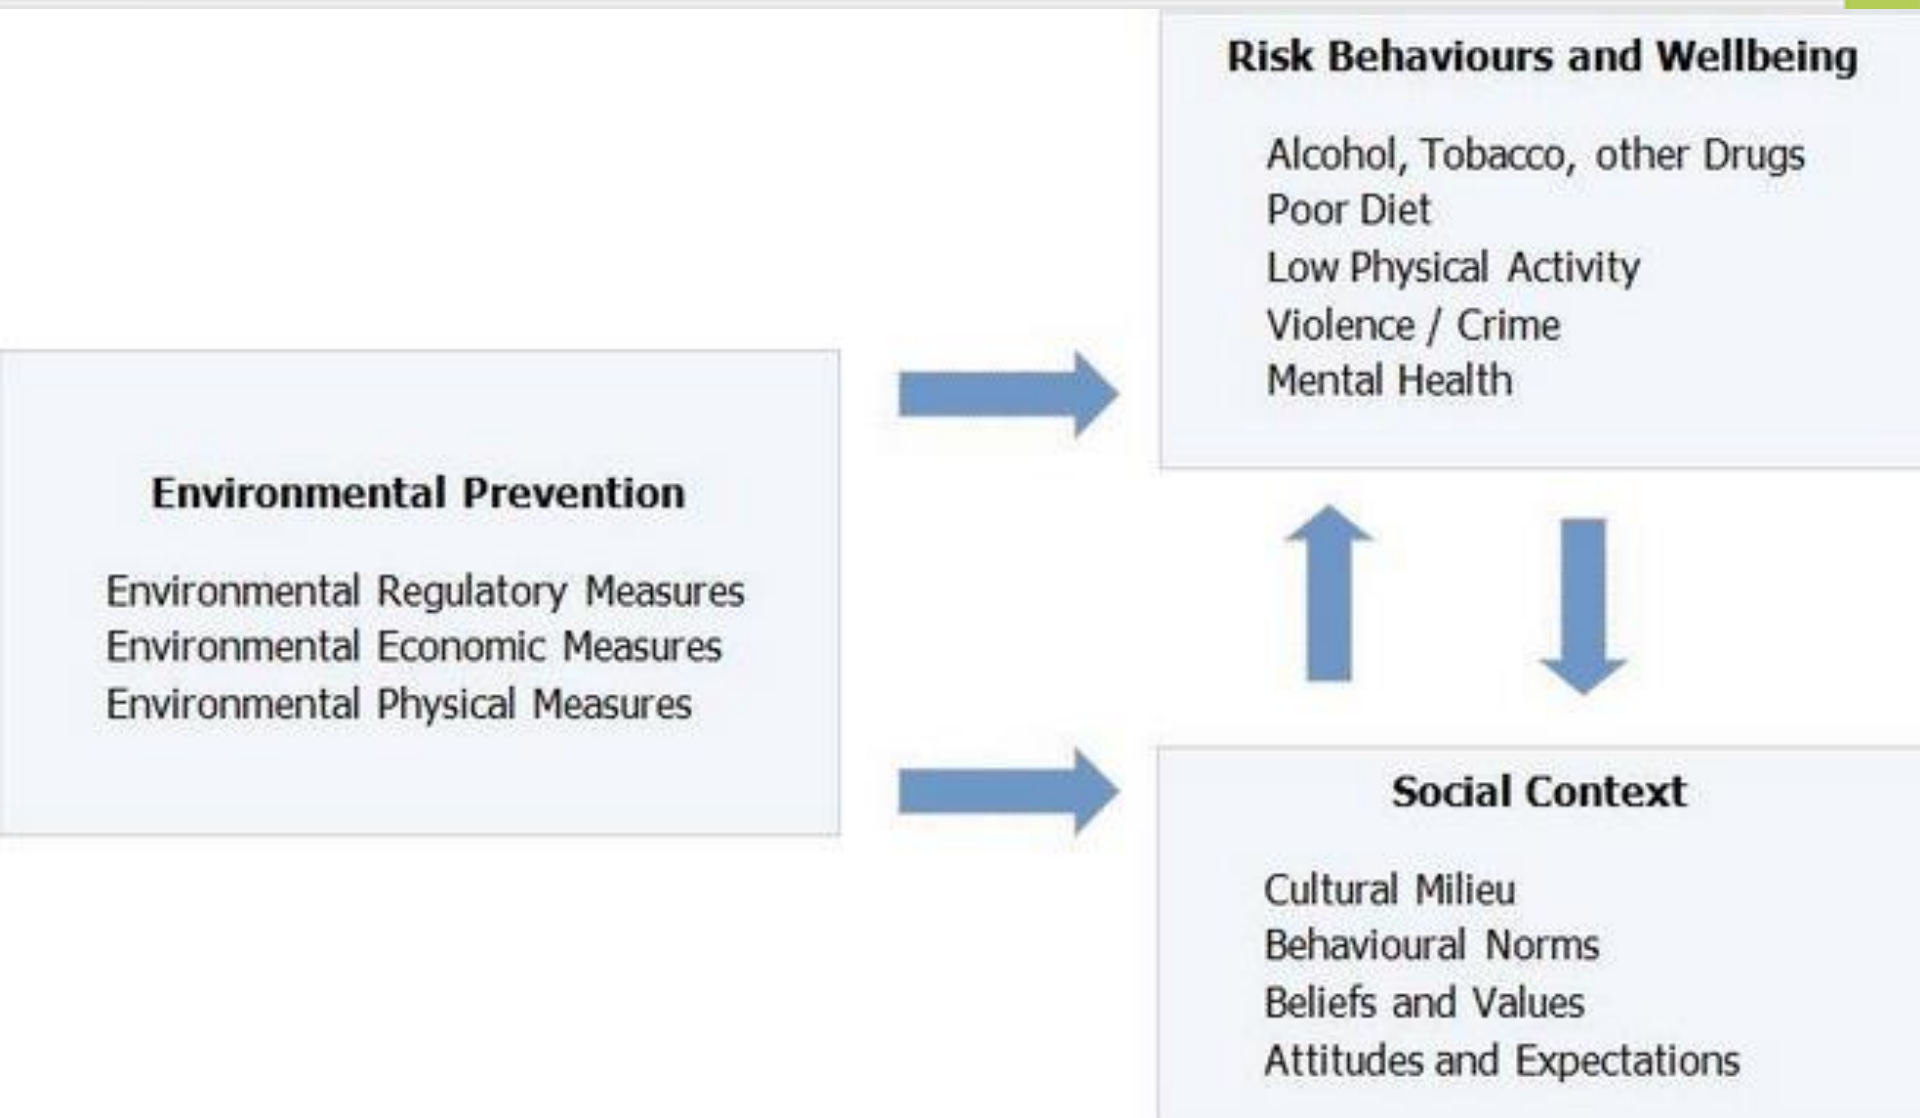 Risk Behaviours and Wellbeing
Alcohol, Tobacco, other Drugs
Poor Diet
Low Physical Activity
Violence / Crime
Mental Health
Environmental Prevention
Environmental Regulatory Measures
Environmental Economic Measures
Environmental Physical Measures
Social Context
Cultural Milieu
Behavioural Norms
Beliefs and Values
Attitudes and Expectations